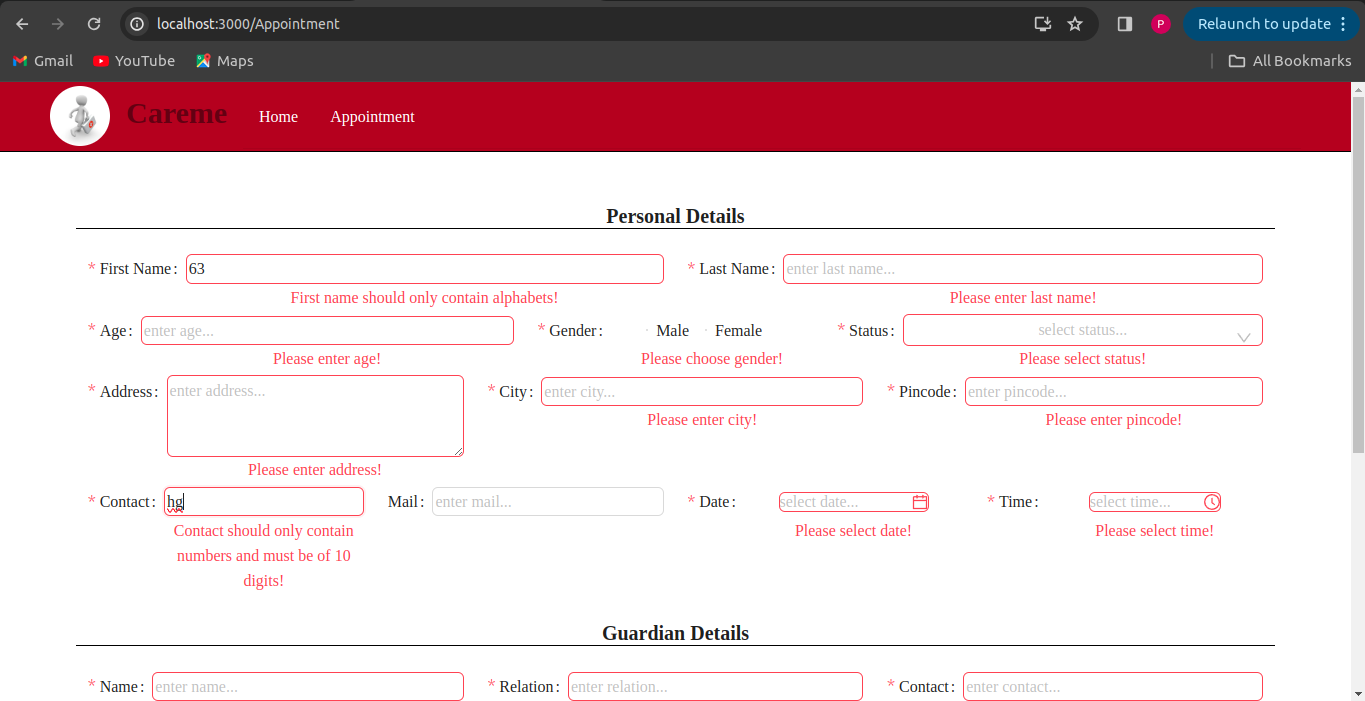 localhost:3000/Appointment P Relaunch to update
Gmail YouTube Maps All Bookmarks
Careme Home Appointment
Personal Details
* First Name : 63 * Last Name : enter last name...
First name should only contain alphabets! Please enter last name!
* Age : enter age... * Gender : Male Female * Status : select status...
Please enter age! Please choose gender! Please select status!
* Address : enter address... * City : enter city... * Pincode : enter pincode...
Please enter city! Please enter pincode!
Please enter address!
* Contact : hg Mail : enter mail... * Date : select date... * Time : select time...
Contact should only contain Please select date! Please select time!
numbers and must be of 10
digits!
Guardian Details
* Name : enter name... * Relation : enter relation... * Contact : enter contact...